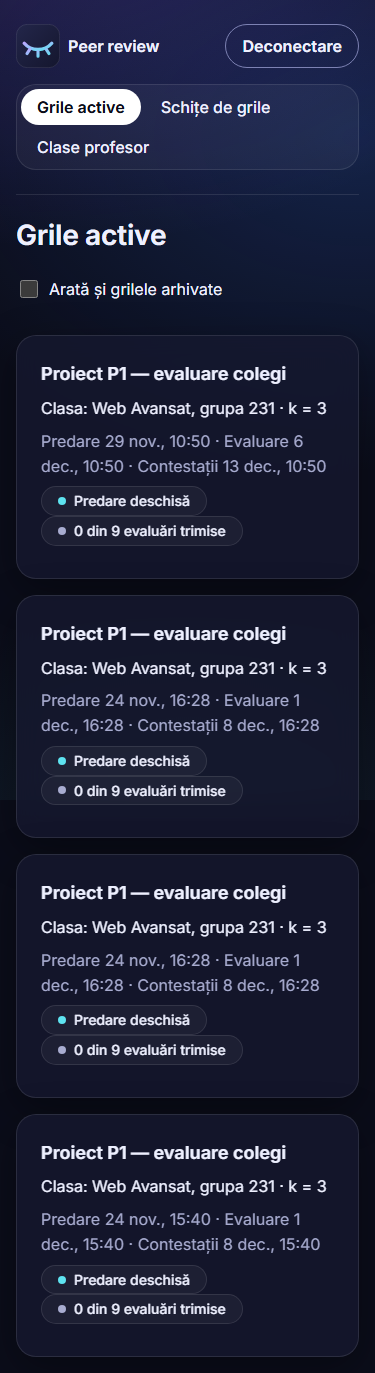 Peer review
Deconectare
Grile active
Schițe de grile
Clase profesor
Grile active
Arată și grilele arhivate
Proiect P1 — evaluare colegi
Clasa: Web Avansat, grupa 231 · k = 3
Predare 29 nov., 10:50 · Evaluare 6
dec., 10:50 · Contestații 13 dec., 10:50
Predare deschisă
0 din 9 evaluări trimise
Proiect P1 — evaluare colegi
Clasa: Web Avansat, grupa 231 · k = 3
Predare 24 nov., 16:28 · Evaluare 1
dec., 16:28 · Contestații 8 dec., 16:28
Predare deschisă
0 din 9 evaluări trimise
Proiect P1 — evaluare colegi
Clasa: Web Avansat, grupa 231 · k = 3
Predare 24 nov., 16:28 · Evaluare 1
dec., 16:28 · Contestații 8 dec., 16:28
Predare deschisă
0 din 9 evaluări trimise
Proiect P1 — evaluare colegi
Clasa: Web Avansat, grupa 231 · k = 3
Predare 24 nov., 15:40 · Evaluare 1
dec., 15:40 · Contestații 8 dec., 15:40
Predare deschisă
0 din 9 evaluări trimise